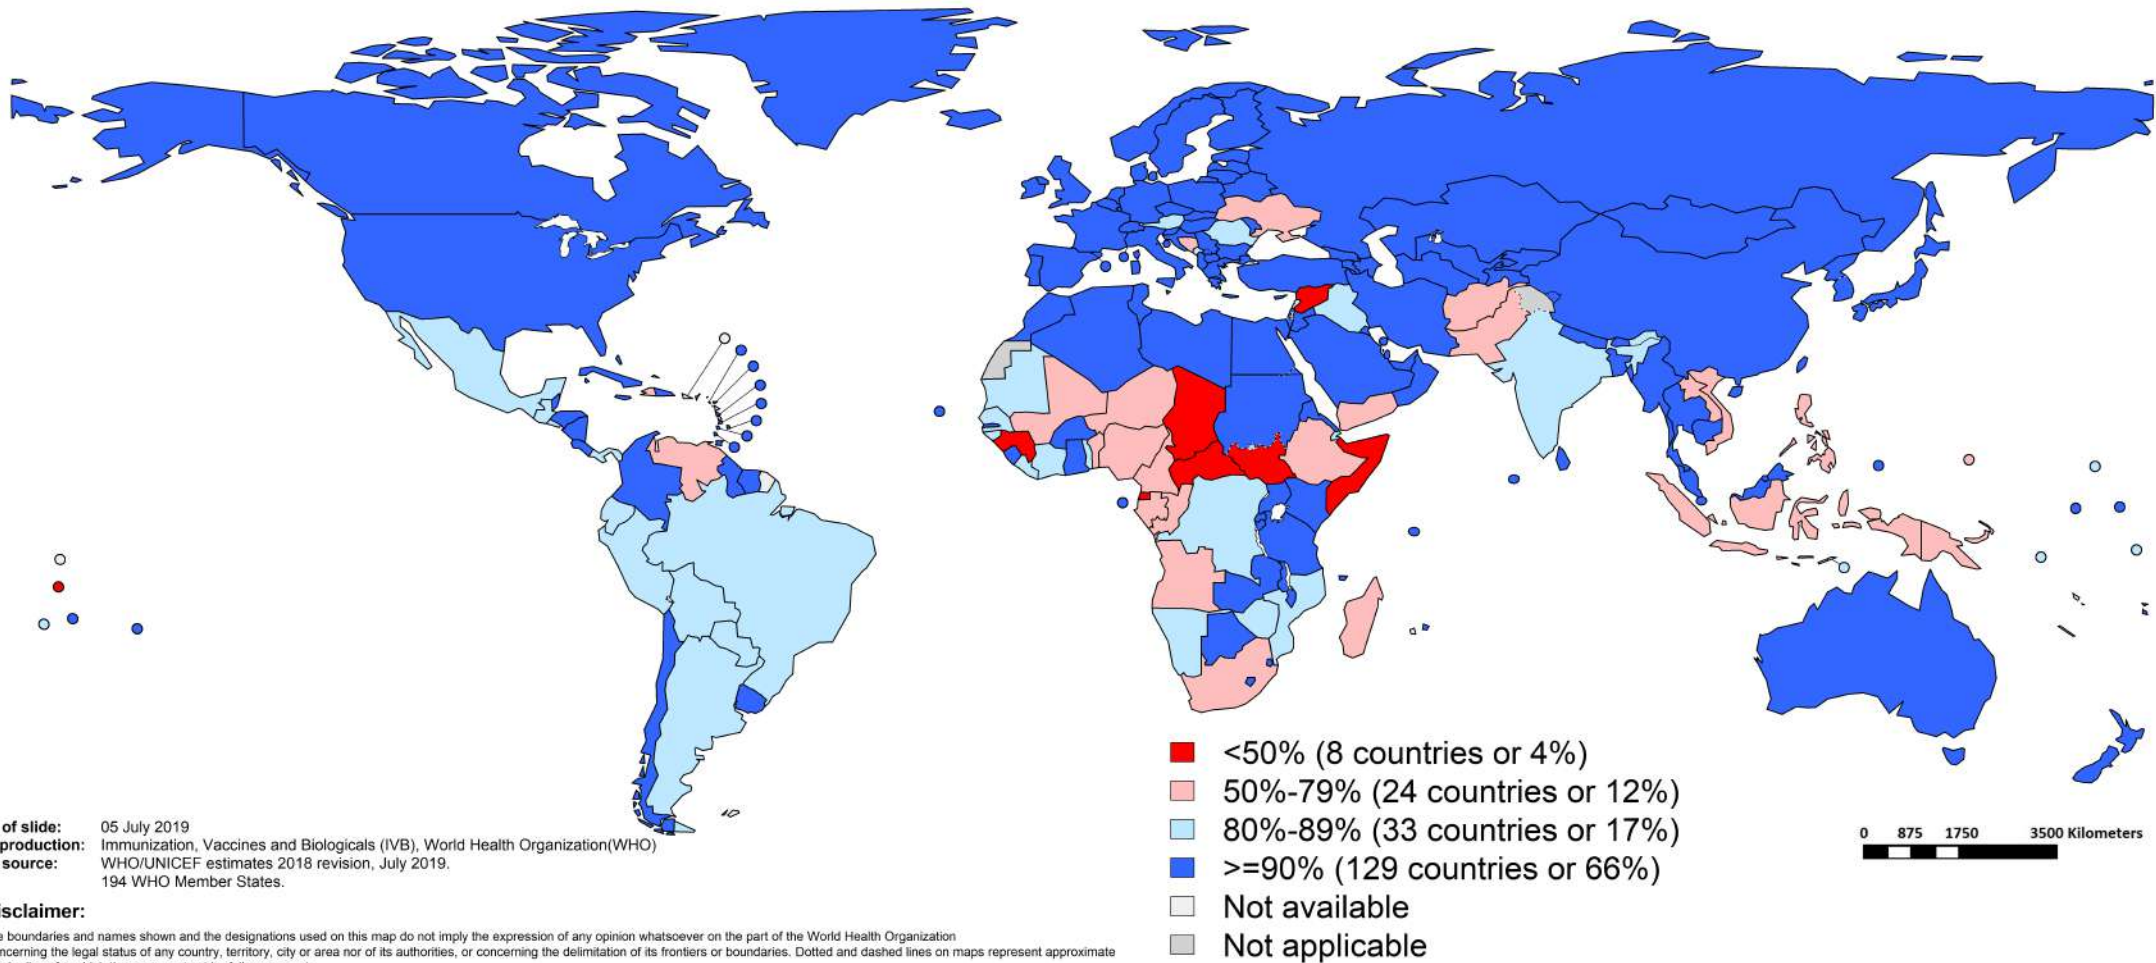 <50% (8 countries or 4%)
50%-79% (24 countries or 12%)
80%-89% (33 countries or 17%)
>=90% (129 countries or 66%)
Not available
Not applicable
0 875 1750 3500 Kilometers
of slide: 05 July 2019
production: Immunization, Vaccines and Biologicals (IVB), World Health Organization(WHO)
source: WHO/UNICEF estimates 2018 revision, July 2019.
194 WHO Member States.
isclaimer:
e boundaries and names shown and the designations used on this map do not imply the expression of any opinion whatsoever on the part of the World Health Organization
ncerning the legal status of any country, territory, city or area nor of its authorities, or concerning the delimitation of its frontiers or boundaries. Dotted and dashed lines on maps represent approximate